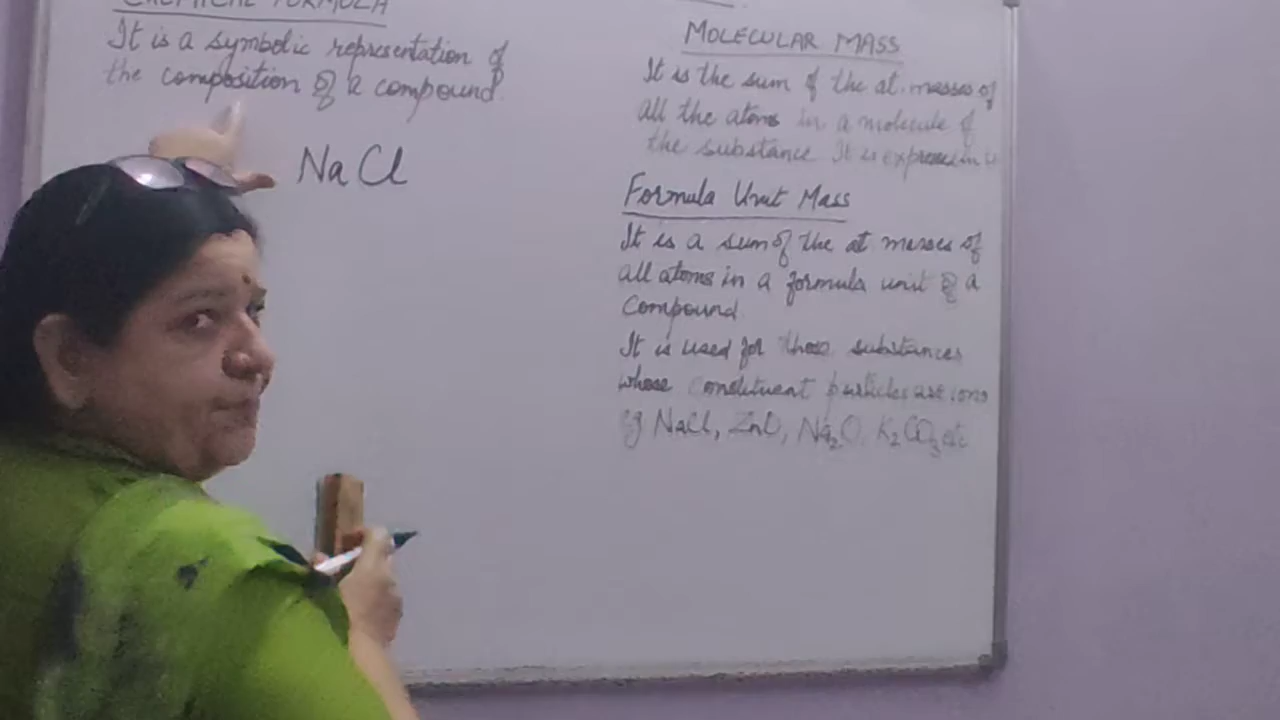 CHEMICAL FORMULA
It is a symbolic representation of
the composition of a compound.
NaCl
MOLECULAR MASS
It is the sum of the at. masses of
all the atoms in a molecule of
the substance. It is expressed in
Formula Unit Mass
It is a sum of the at masses of
all atoms in a formula unit of a
Compound.
It is used for those substances
whose constituent particles are ions
eg NaCl, ZnO, Na2O, K2CO3 etc